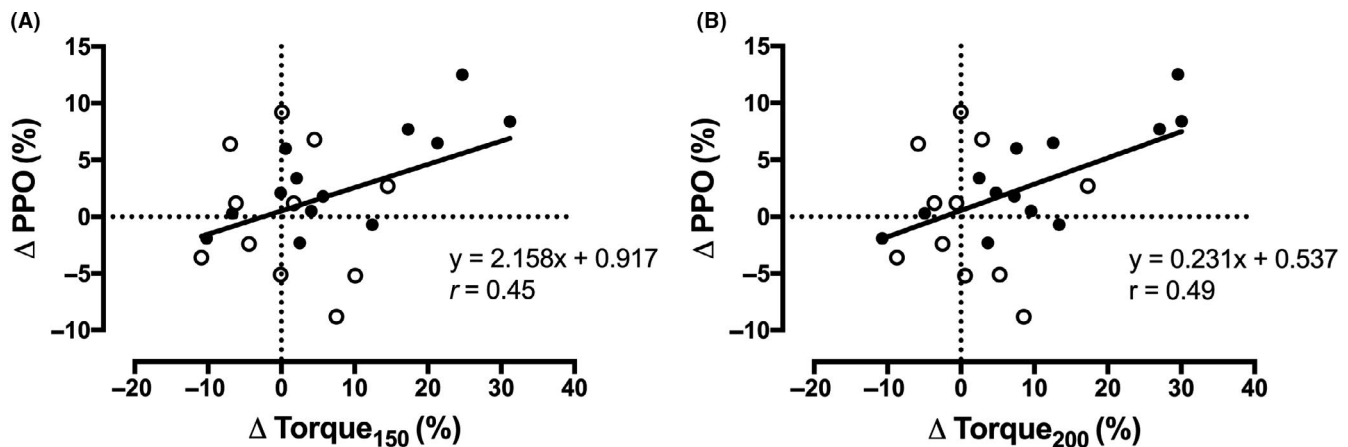 (A)
15
10
5
0
–5
–10
Δ PPO (%)
y = 2.158x + 0.917
r = 0.45
–20 –10 0 10 20 30 40
Δ Torque150 (%)
(B)
15
10
5
0
–5
–10
Δ PPO (%)
y = 0.231x + 0.537
r = 0.49
–20 –10 0 10 20 30 40
Δ Torque200 (%)